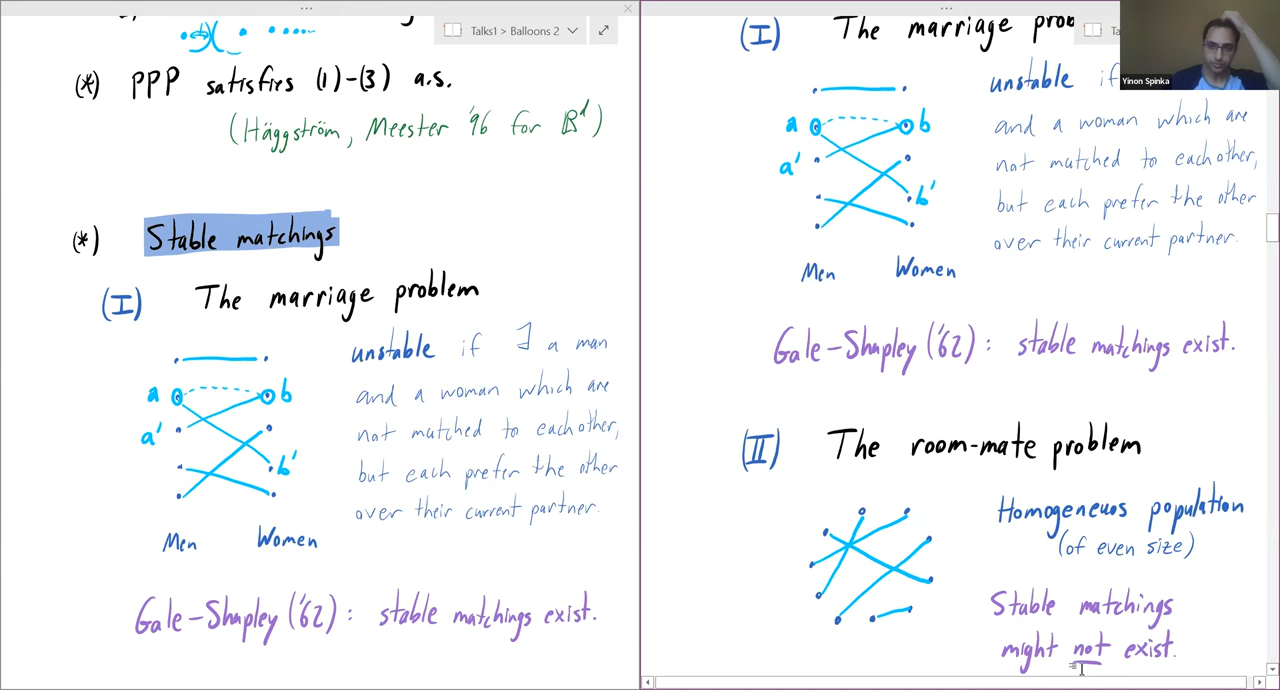 Talks1 > Balloons 2
(*) PPP satisfies (1)-(3) a.s.
(Häggström, Meester '96 for ℝᵈ)
(*) Stable matchings
(I) The marriage problem
unstable if ∃ a man
and a woman which are
not matched to each other,
but each prefer the other
over their current partner.
a b
a'
b'
Men Women
Gale-Shapley ('62): stable matchings exist.
(I) The marriage
Yinon Spinka
unstable if
and a woman which are
not matched to each other,
but each prefer the other
over their current partner.
a b
a'
b'
Men Women
Gale-Shapley ('62): stable matchings exist.
(II) The room-mate problem
Homogeneuos population
(of even size)
Stable matchings
might not exist.